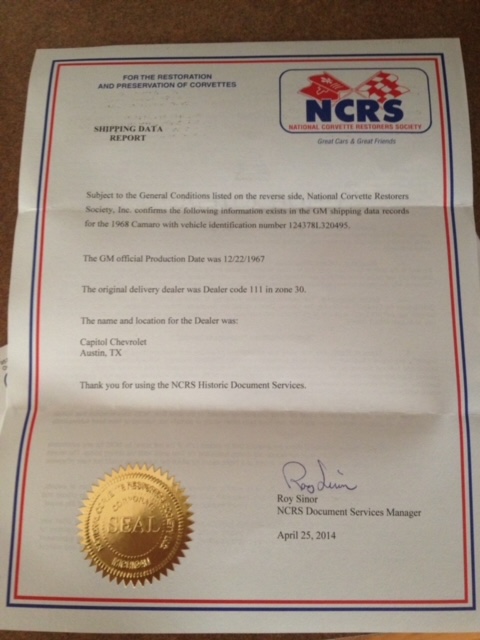 FOR THE RESTORATION
AND PRESERVATION OF CORVETTES
NCRS
NATIONAL CORVETTE RESTORERS SOCIETY
Great Cars & Great Friends
SHIPPING DATA
REPORT
Subject to the General Conditions listed on the reverse side, National Corvette Restorers
Society, Inc. confirms the following information exists in the GM shipping data records
for the 1968 Camaro with vehicle identification number 124378L320495.
The GM official Production Date was 12/22/1967
The original delivery dealer was Dealer code 111 in zone 30.
The name and location for the Dealer was:
Capitol Chevrolet
Austin, TX
Thank you for using the NCRS Historic Document Services.
Roy Sinor
Roy Sinor
NCRS Document Services Manager
April 25, 2014
SEAL